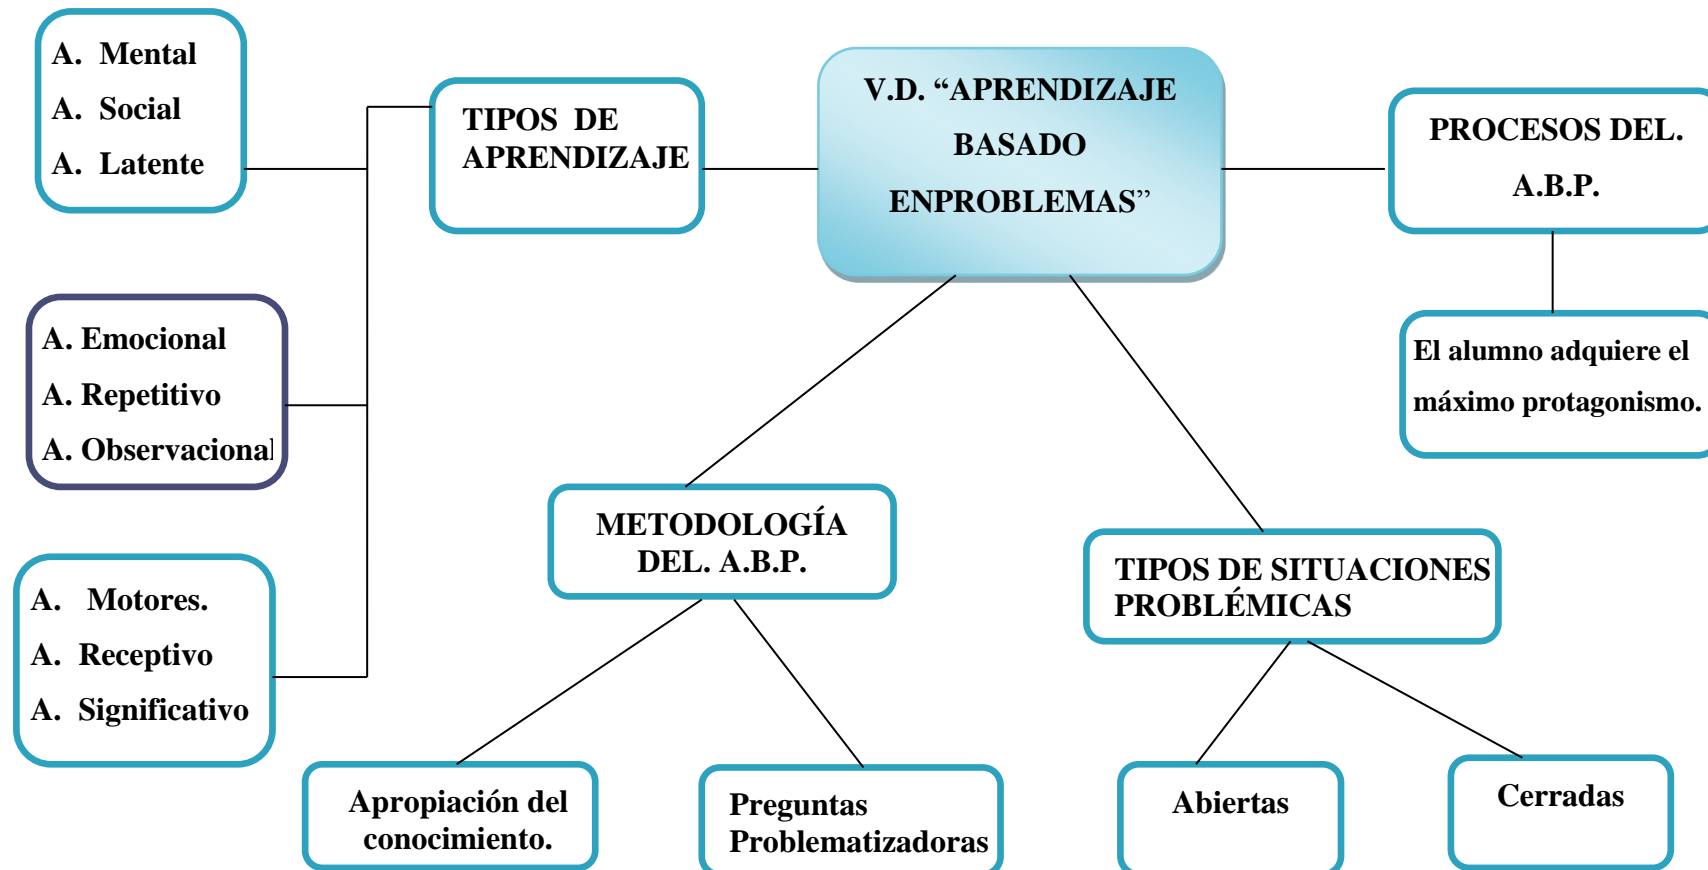 A. Mental
A. Social
A. Latente
TIPOS DE
APRENDIZAJE
V.D. “APRENDIZAJE
BASADO
ENPROBLEMAS”
PROCESOS DEL.
A.B.P.
A. Emocional
A. Repetitivo
A. Observacional
El alumno adquiere el
máximo protagonismo.
METODOLOGÍA
DEL. A.B.P.
TIPOS DE SITUACIONES
PROBLÉMICAS
A. Motores.
A. Receptivo
A. Significativo
Apropiación del
conocimiento.
Preguntas
Problematizadoras
Abiertas
Cerradas